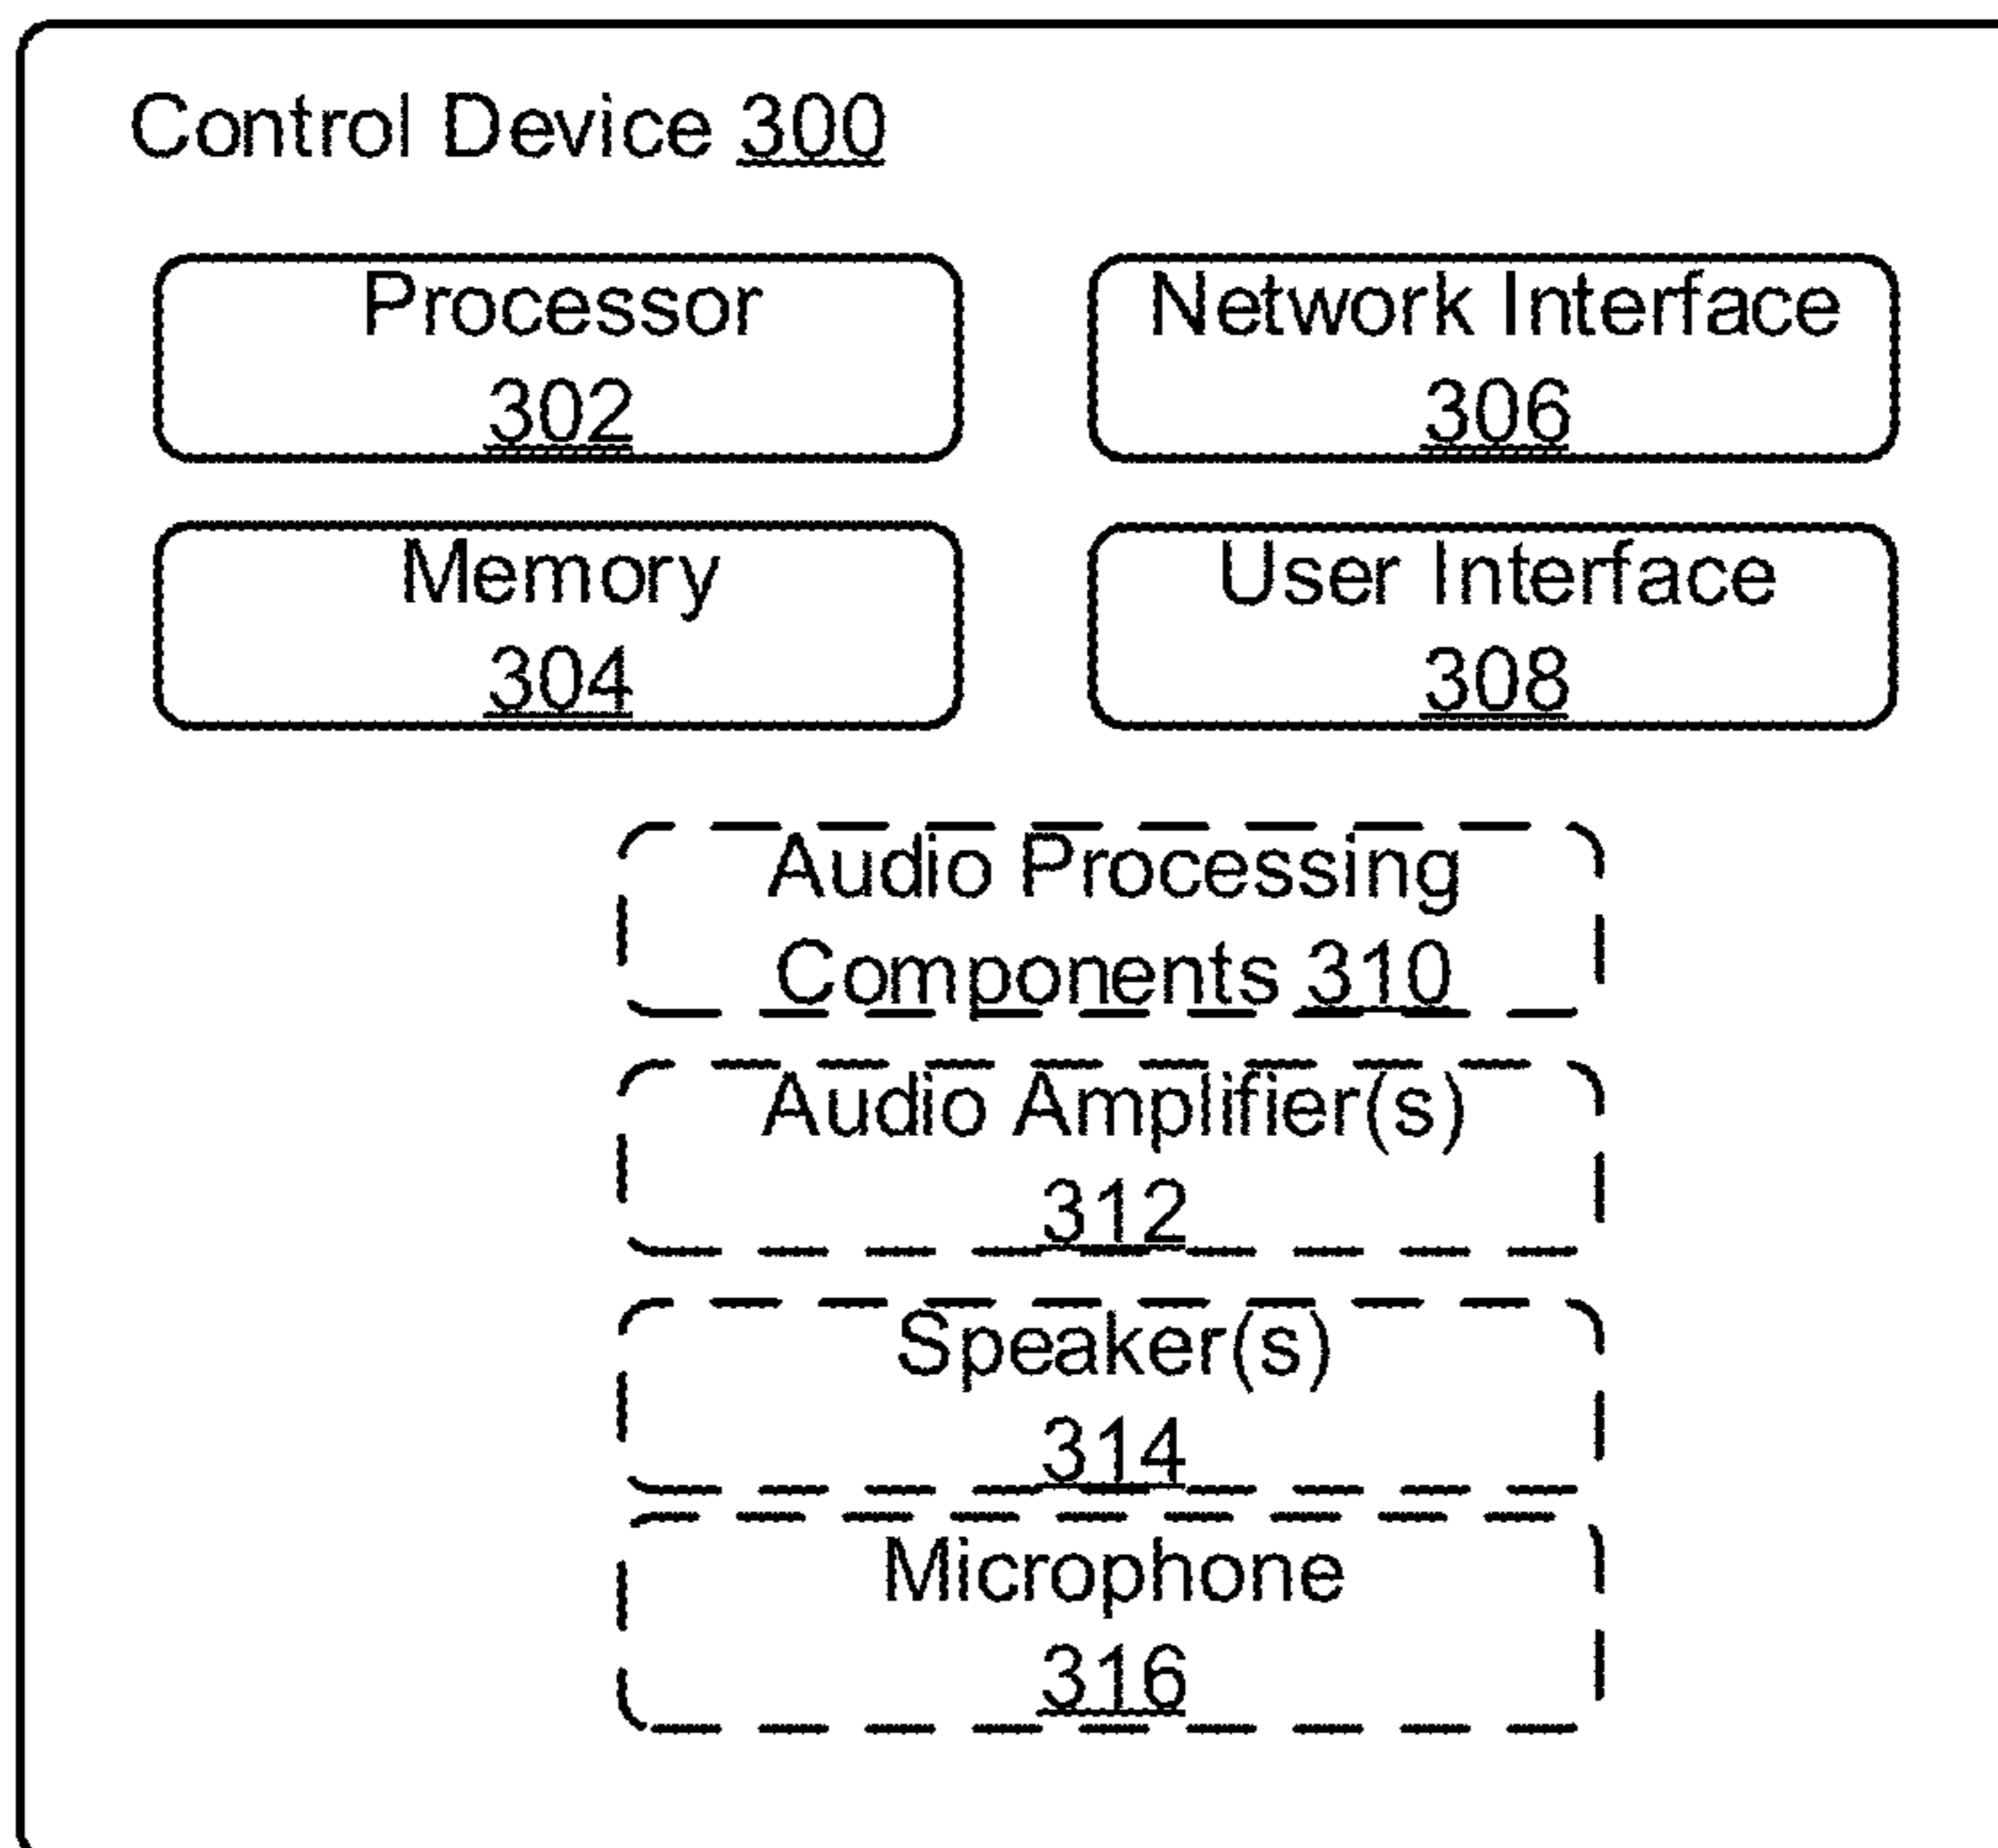 Control Device 300
Processor
302
Network Interface
306
Memory
304
User Interface
308
Audio Processing
Components 310
Audio Amplifier(s)
312
Speaker(s)
314
Microphone
316